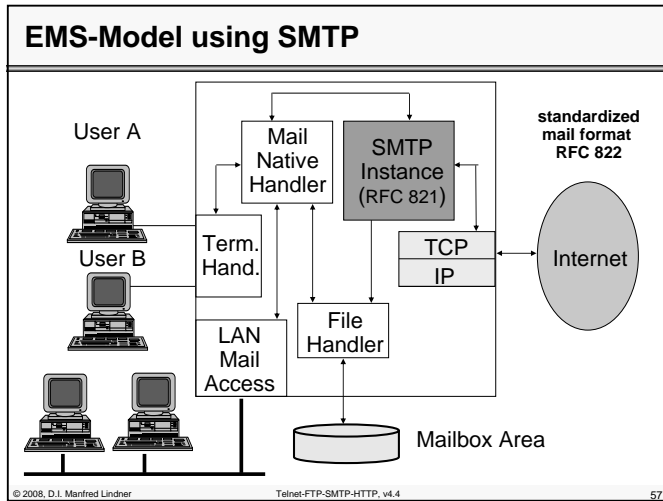 EMS-Model using SMTP
User A
Mail
Native
Handler
SMTP
Instance
(RFC 821)
standardized
mail format
RFC 822
User B
Term.
Hand.
TCP
IP
Internet
LAN
Mail
Access
File
Handler
Mailbox Area
© 2008, D.I. Manfred Lindner
Telnet-FTP-SMTP-HTTP, v4.4
57